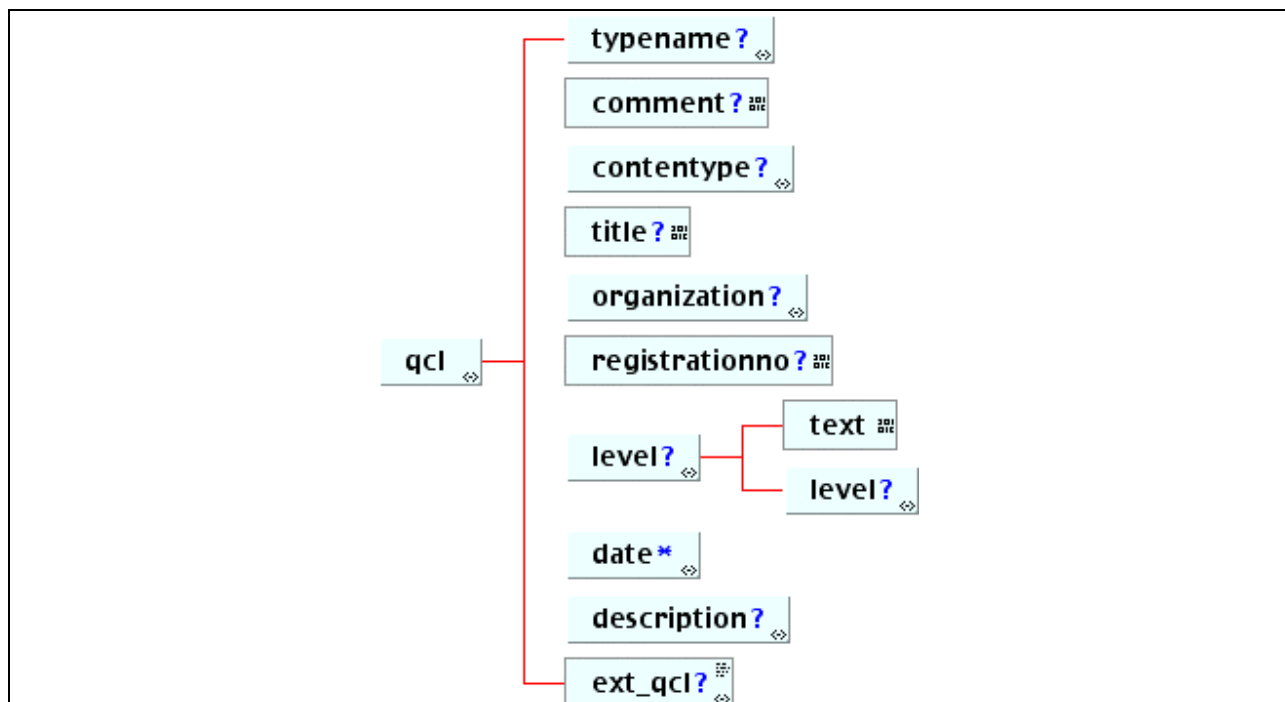 typename?
comment?
contentype?
title?
organization?
qcl
registrationno?
text
level?
level?
date*
description?
ext_qcl?